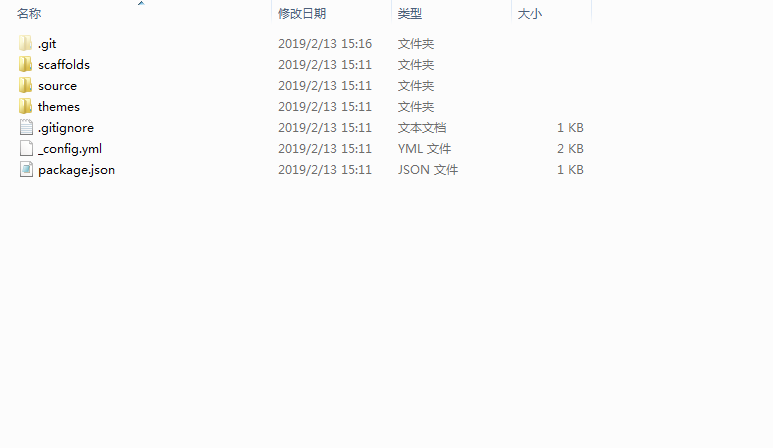 名称 修改日期 类型 大小
.git 2019/2/13 15:16 文件夹
scaffolds 2019/2/13 15:11 文件夹
source 2019/2/13 15:11 文件夹
themes 2019/2/13 15:11 文件夹
.gitignore 2019/2/13 15:11 文本文档 1 KB
_config.yml 2019/2/13 15:11 YML 文件 2 KB
package.json 2019/2/13 15:11 JSON 文件 1 KB